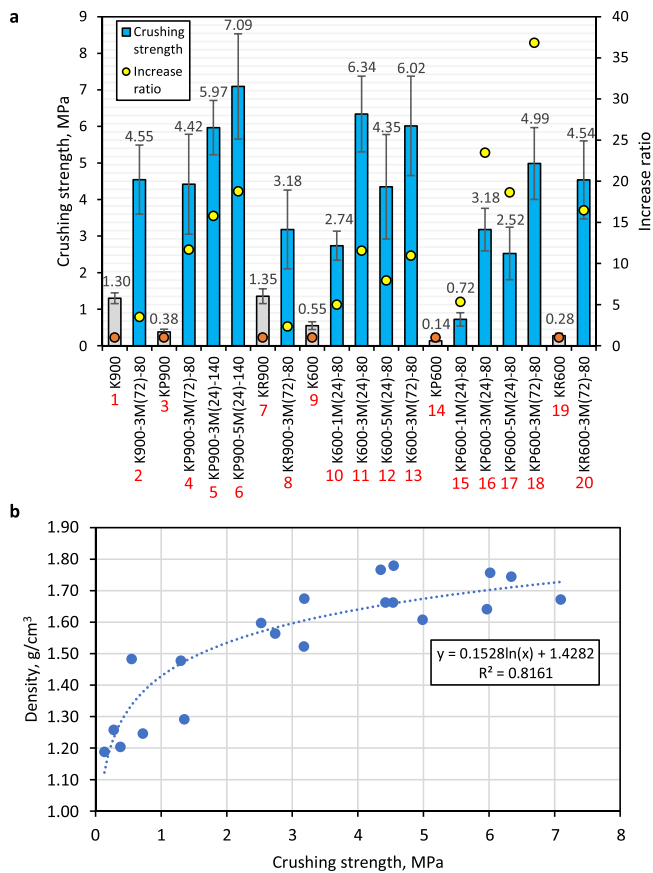 a
Crushing strength
Increase ratio
Crushing strength, MPa
Increase ratio
9
8
7
6
5
4
3
2
1
0
40
35
30
25
20
15
10
5
0
1.30
4.55
0.38
4.42
5.97
7.09
1.35
3.18
0.55
2.74
6.34
4.35
6.02
0.14
0.72
3.18
2.52
4.99
0.28
4.54
K900
K900-3M(72)-80
KP900
KP900-3M(72)-80
KP900-3M(24)-140
KP900-5M(24)-140
KR900
KR900-3M(72)-80
K600
K600-1M(24)-80
K600-3M(24)-80
K600-5M(24)-80
K600-3M(72)-80
KP600
KP600-1M(24)-80
KP600-3M(24)-80
KP600-5M(24)-80
KP600-3M(72)-80
KR600
KR600-3M(72)-80
1
2
3
4
5
6
7
8
9
10
11
12
13
14
15
16
17
18
19
20
b
Density, g/cm³
1.90
1.80
1.70
1.60
1.50
1.40
1.30
1.20
1.10
1.00
y = 0.1528ln(x) + 1.4282
R² = 0.8161
0 1 2 3 4 5 6 7 8
Crushing strength, MPa